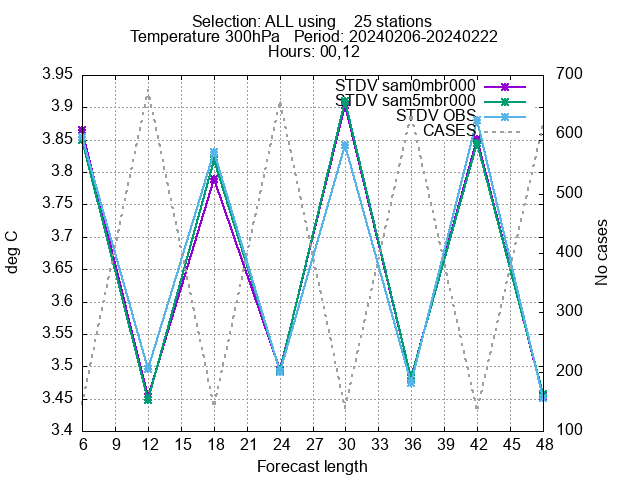 Selection: ALL using    25 stations
Temperature 300hPa   Period: 20240206-20240222
Hours: 00,12
STDV sam0mbr000
STDV sam5mbr000
STDV OBS
CASES
deg C
3.95
3.9
3.85
3.8
3.75
3.7
3.65
3.6
3.55
3.5
3.45
3.4
700
600
500
400
300
200
100
No cases
6 9 12 15 18 21 24 27 30 33 36 39 42 45 48
Forecast length